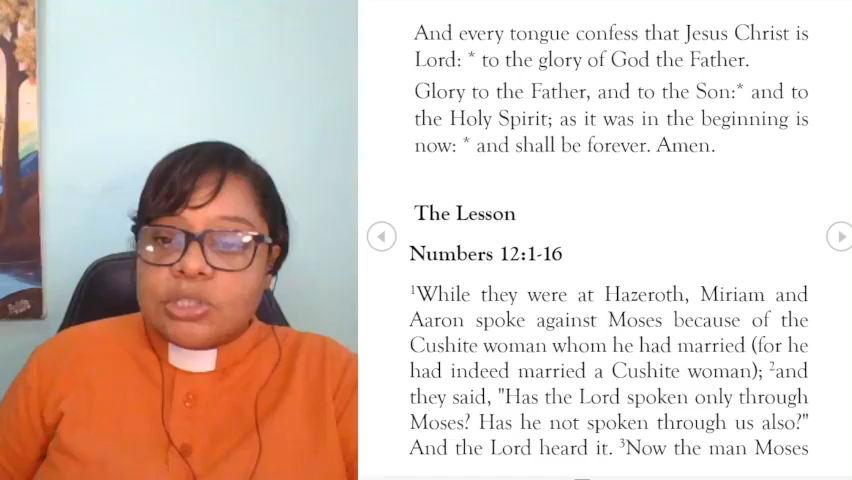 And every tongue confess that Jesus Christ is
Lord: * to the glory of God the Father.
Glory to the Father, and to the Son:* and to
the Holy Spirit; as it was in the beginning is
now: * and shall be forever. Amen.
The Lesson
Numbers 12:1-16
¹While they were at Hazeroth, Miriam and
Aaron spoke against Moses because of the
Cushite woman whom he had married (for he
had indeed married a Cushite woman); ²and
they said, "Has the Lord spoken only through
Moses? Has he not spoken through us also?"
And the Lord heard it. ³Now the man Moses